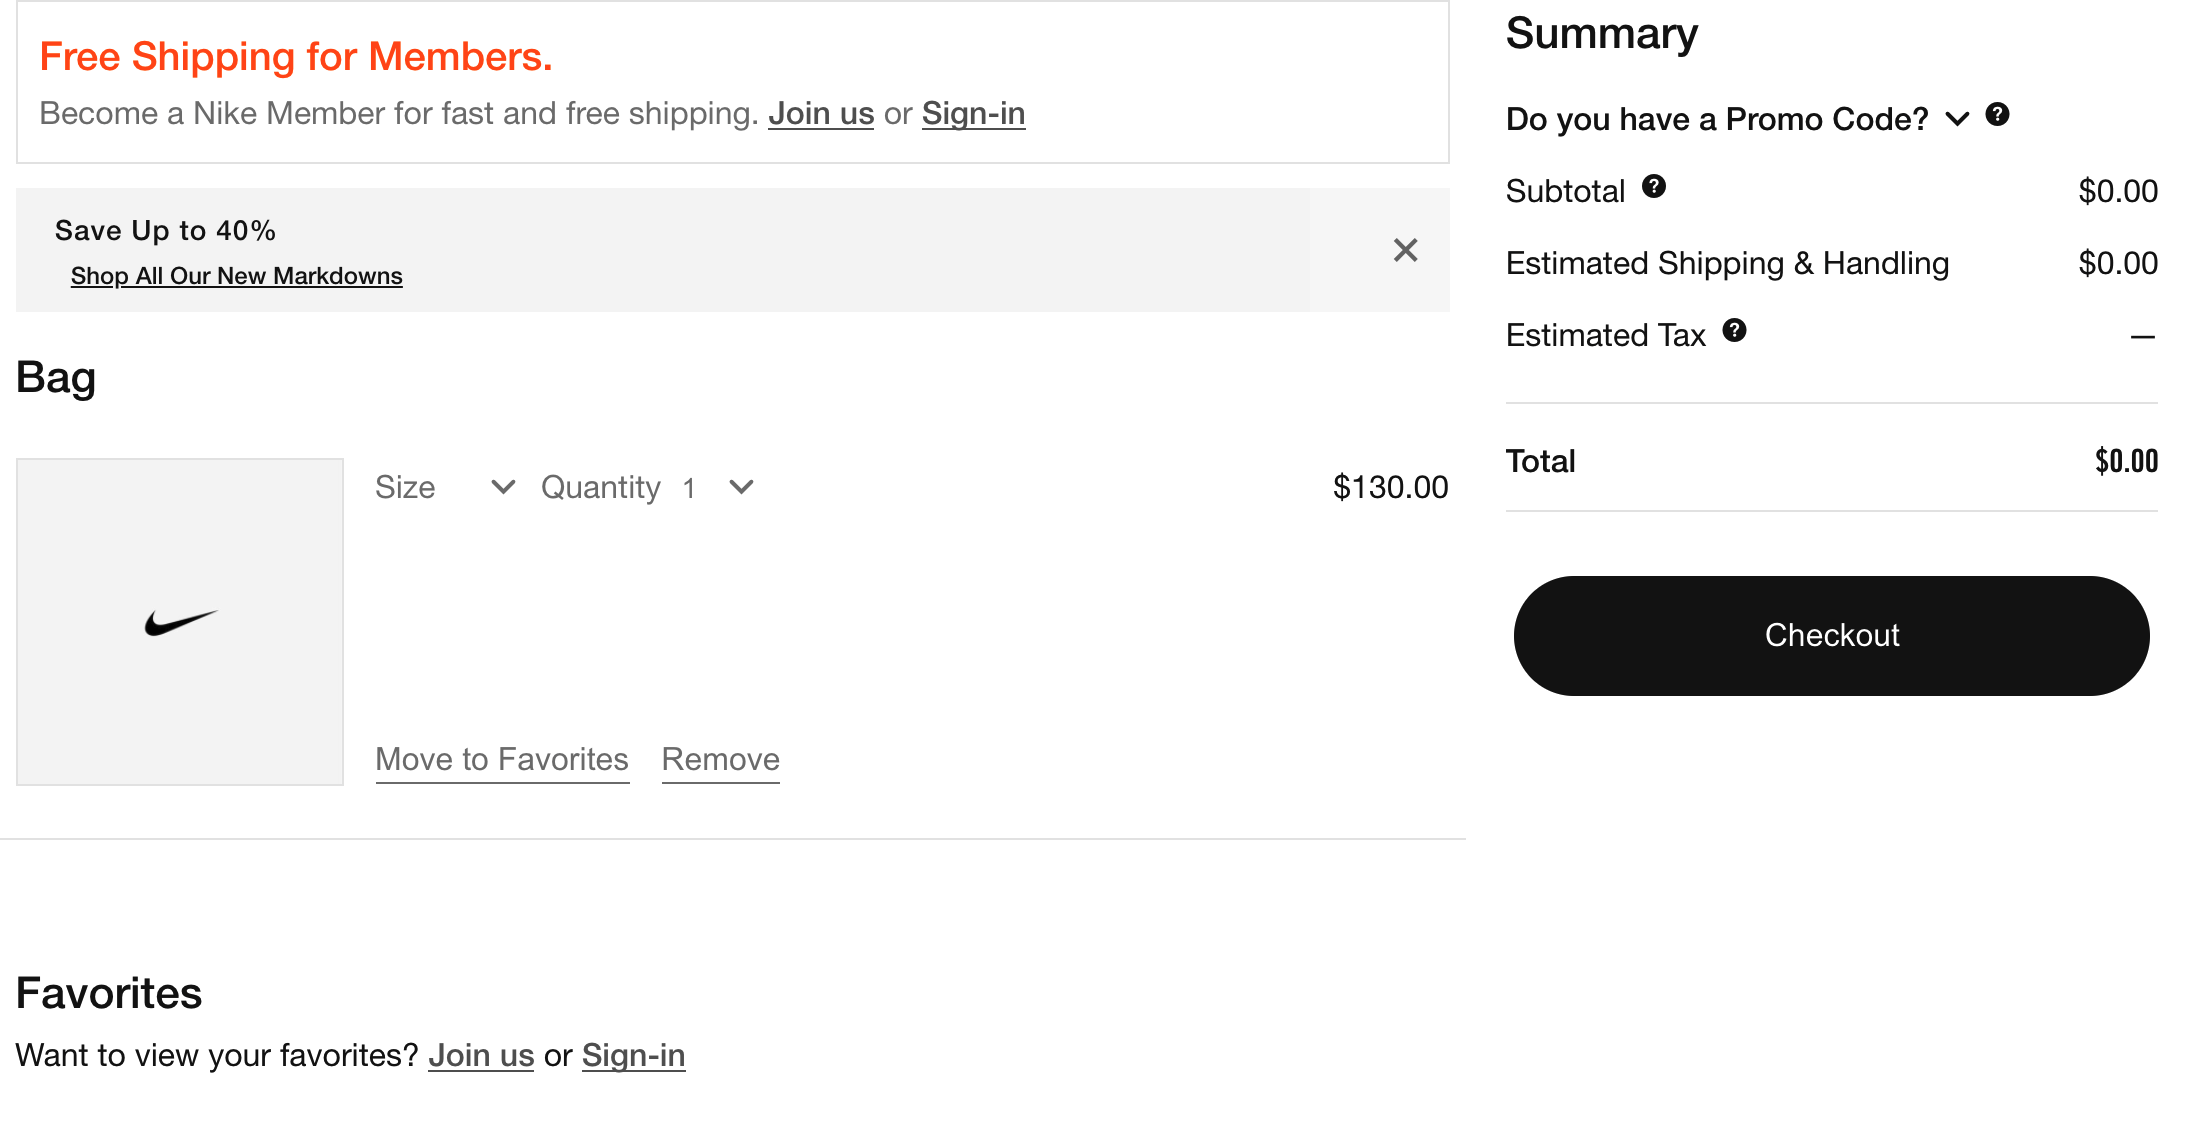 Free Shipping for Members.
Become a Nike Member for fast and free shipping. Join us or Sign-in
Save Up to 40%
Shop All Our New Markdowns
Bag
Size Quantity 1 $130.00
Move to Favorites Remove
Favorites
Want to view your favorites? Join us or Sign-in
Summary
Do you have a Promo Code? ?
Subtotal ? $0.00
Estimated Shipping & Handling $0.00
Estimated Tax ? —
Total $0.00
Checkout